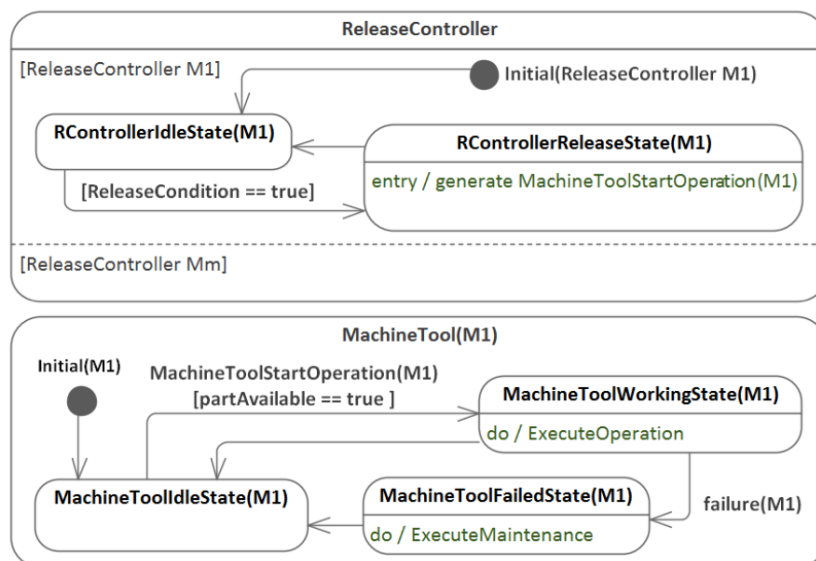 ReleaseController
[ReleaseController M1]
Initial(ReleaseController M1)
RControllerIdleState(M1)
RControllerReleaseState(M1)
entry / generate MachineToolStartOperation(M1)
[ReleaseCondition == true]
[ReleaseController Mm]
MachineTool(M1)
Initial(M1)
MachineToolStartOperation(M1)
[partAvailable == true ]
MachineToolWorkingState(M1)
do / ExecuteOperation
MachineToolIdleState(M1)
MachineToolFailedState(M1)
do / ExecuteMaintenance
failure(M1)